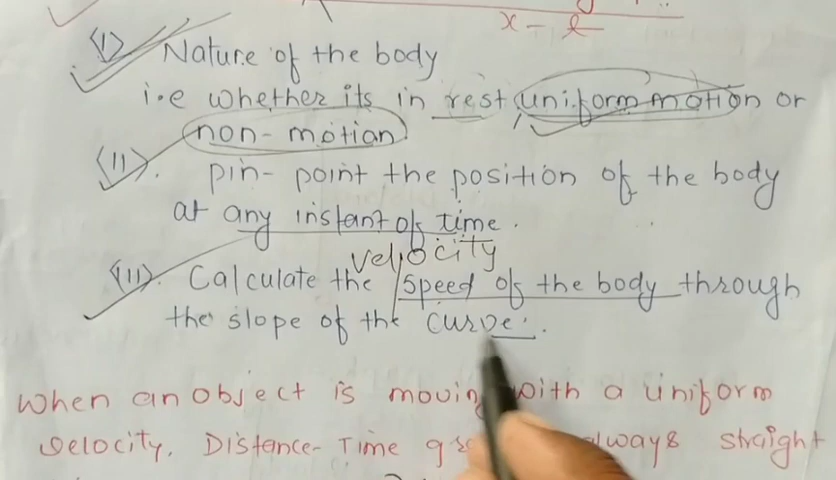 x - t
(I) Nature of the body
i.e whether its in rest, uniform motion or
non-motian
(II). pin-point the position of the body
at any instant of time.
velocity
(III). Calculate the / speed of the body through
the slope of the curve.
When an object is moving with a uniform
velocity. Distance-Time always straight